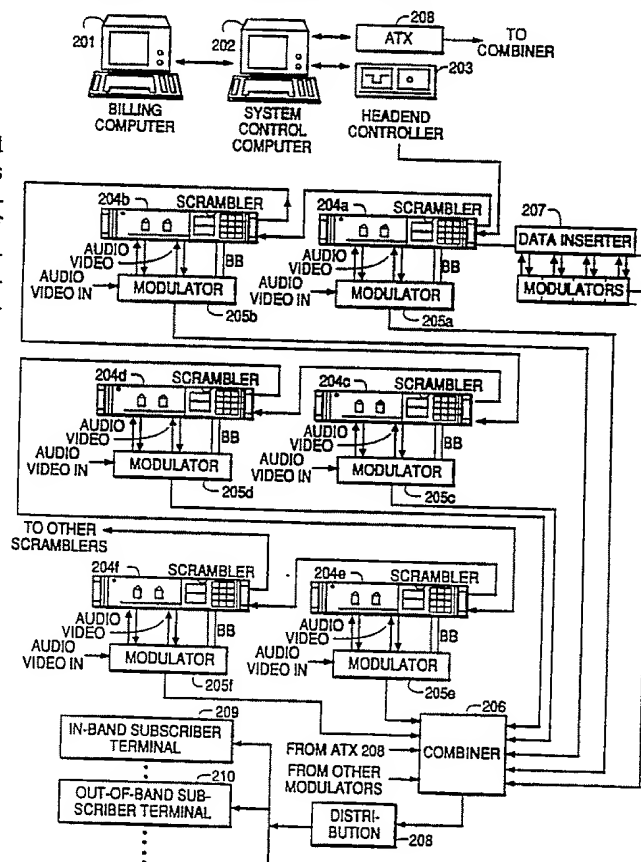 201
202
208
ATX
TO
COMBINER
203
BILLING
COMPUTER
SYSTEM
CONTROL
COMPUTER
HEADEND
CONTROLLER
204b
SCRAMBLER
204a
SCRAMBLER
207
DATA INSERTER
MODULATORS
AUDIO
VIDEO
BB
AUDIO
VIDEO IN
MODULATOR
205b
AUDIO
VIDEO
BB
AUDIO
VIDEO IN
MODULATOR
205a
204d
SCRAMBLER
204c
SCRAMBLER
AUDIO
VIDEO
BB
AUDIO
VIDEO IN
MODULATOR
205d
AUDIO
VIDEO
BB
AUDIO
VIDEO IN
MODULATOR
205c
TO OTHER
SCRAMBLERS
204f
SCRAMBLER
204e
SCRAMBLER
AUDIO
VIDEO
BB
AUDIO
VIDEO IN
MODULATOR
205f
AUDIO
VIDEO
BB
AUDIO
VIDEO IN
MODULATOR
205e
206
COMBINER
209
IN-BAND SUBSCRIBER
TERMINAL
FROM ATX 208
FROM OTHER
MODULATORS
210
OUT-OF-BAND SUB-
SCRIBER TERMINAL
DISTRI-
BUTION
208